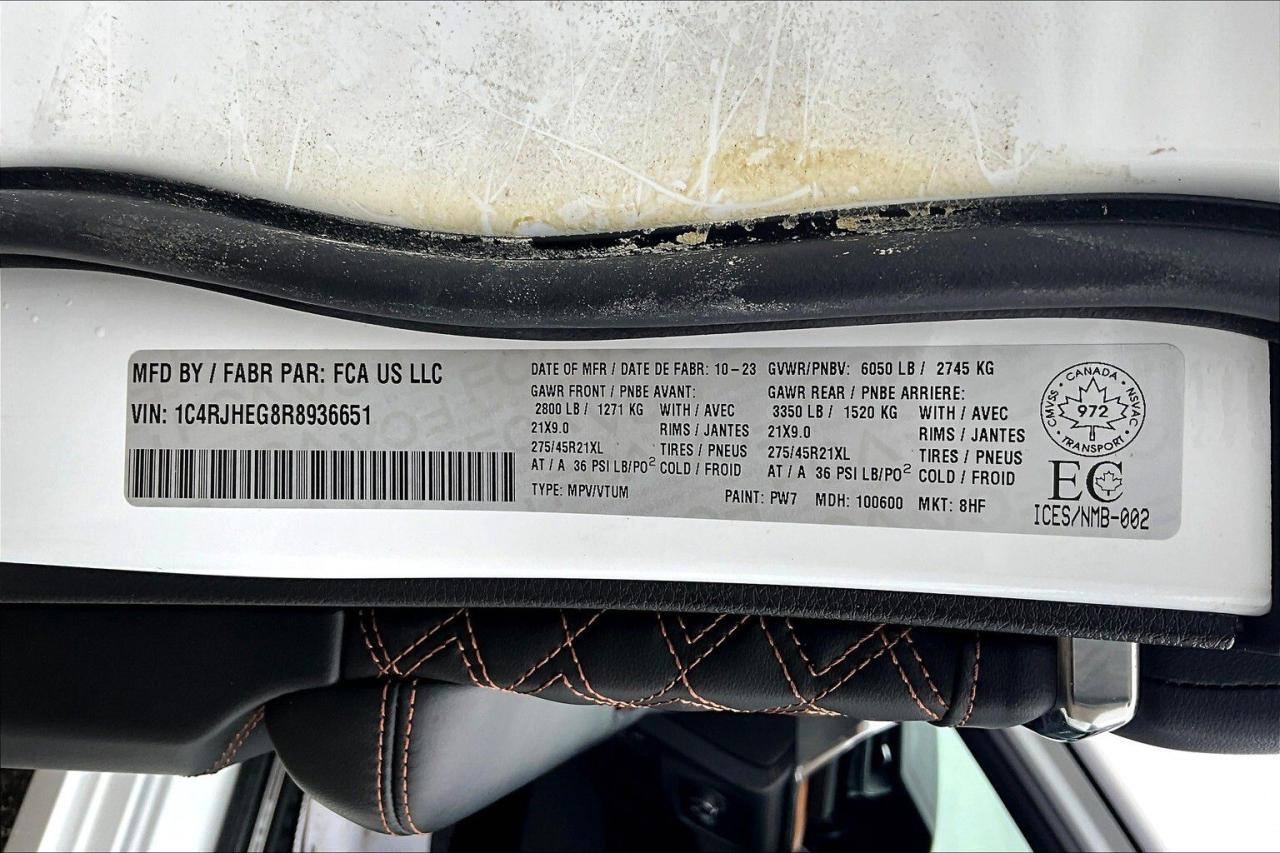 MFD BY / FABR PAR: FCA US LLC
VIN: 1C4RJHEG8R8936651
DATE OF MFR / DATE DE FABR: 10-23 GVWR/PNBV: 6050 LB / 2745 KG
GAWR FRONT / PNBE AVANT:
2800 LB / 1271 KG WITH / AVEC
21X9.0 RIMS / JANTES
275/45R21XL TIRES / PNEUS
AT / A 36 PSI LB/PO² COLD / FROID
GAWR REAR / PNBE ARRIERE:
3350 LB / 1520 KG WITH / AVEC
21X9.0 RIMS / JANTES
275/45R21XL TIRES / PNEUS
AT / A 36 PSI LB/PO² COLD / FROID
TYPE: MPV/VTUM PAINT: PW7 MDH: 100600 MKT: 8HF
CANADA
CMVSS 972 NSVAC
TRANSPORT
EC
ICES/NMB-002